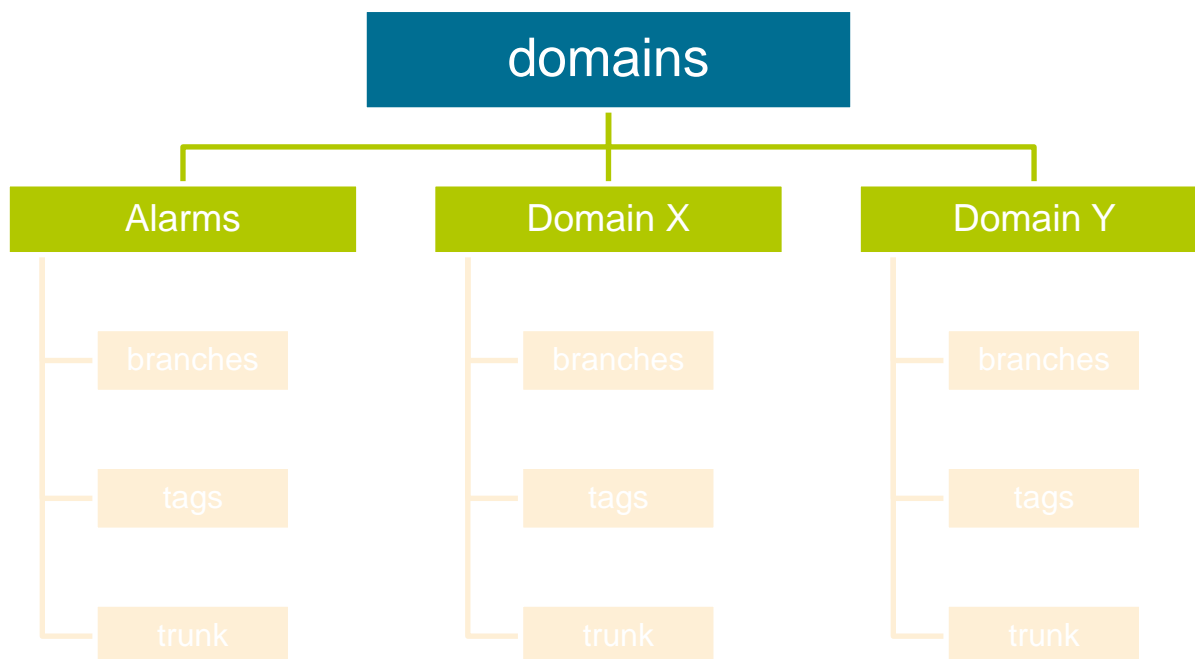 domains
Alarms
Domain X
Domain Y
branches
branches
branches
tags
tags
tags
trunk
trunk
trunk